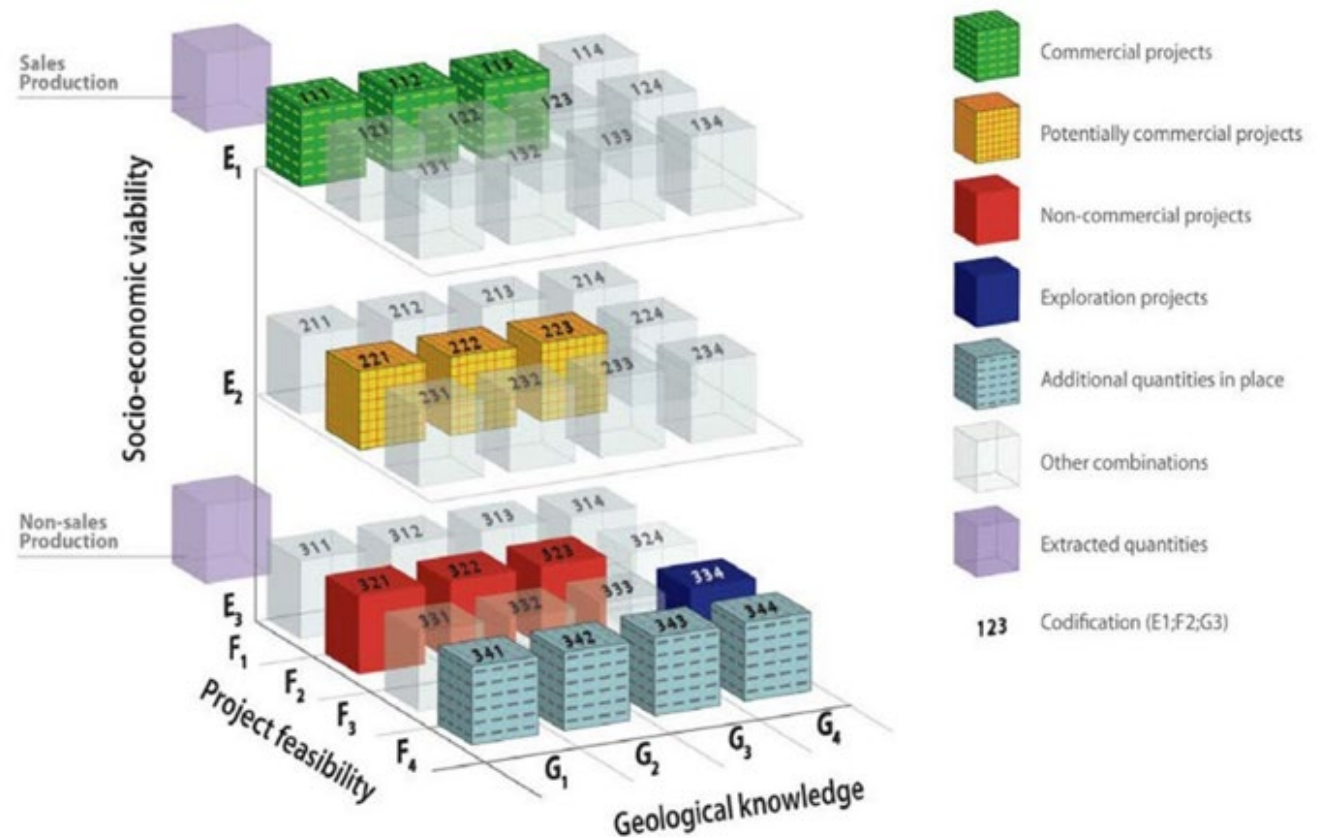 Sales
Production
Socio-economic viability
E1
111
112
113
114
121
122
123
124
131
132
133
134
E2
211
212
213
214
221
222
223
224
231
232
233
234
Non-sales
Production
E3
311
312
313
314
321
322
323
324
331
332
333
334
341
342
343
344
F1
F2
F3
F4
Project feasibility
G1
G2
G3
G4
Geological knowledge
Commercial projects
Potentially commercial projects
Non-commercial projects
Exploration projects
Additional quantities in place
Other combinations
Extracted quantities
123 Codification (E1;F2;G3)